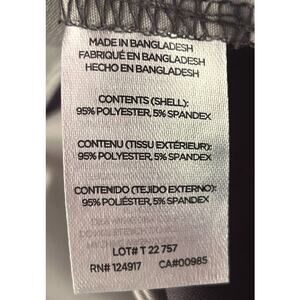 MADE IN BANGLADESH
FABRIQUÉ EN BANGLADESH
HECHO EN BANGLADESH
CONTENTS (SHELL):
95% POLYESTER, 5% SPANDEX
CONTENU (TISSU EXTÉRIEUR):
95% POLYESTER, 5% SPANDEX
CONTENIDO (TEJIDO EXTERNO):
95% POLIÉSTER, 5% SPANDEX
LOT# T 22 757
RN# 124917 CA#00985